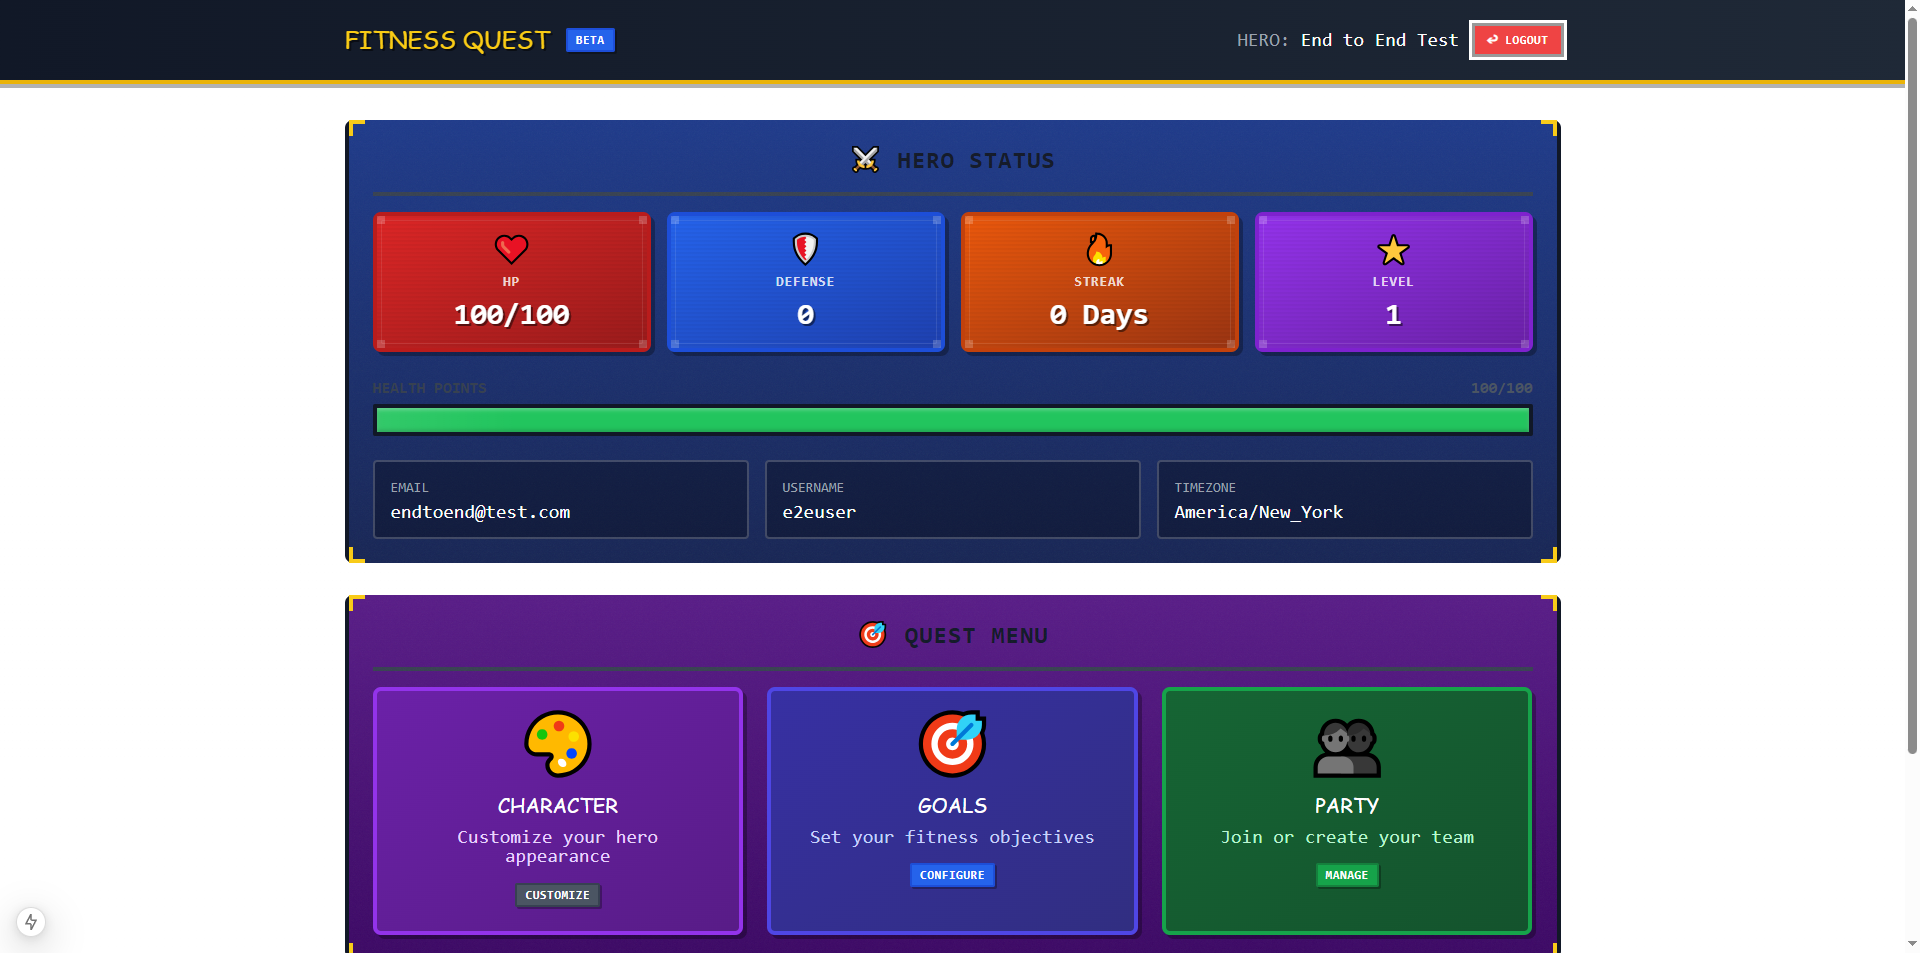 FITNESS QUEST BETA
HERO: End to End Test LOGOUT
HERO STATUS
HP
100/100
DEFENSE
0
STREAK
0 Days
LEVEL
1
HEALTH POINTS 100/100
EMAIL
endtoend@test.com
USERNAME
e2euser
TIMEZONE
America/New_York
QUEST MENU
CHARACTER
Customize your hero
appearance
CUSTOMIZE
GOALS
Set your fitness objectives
CONFIGURE
PARTY
Join or create your team
MANAGE